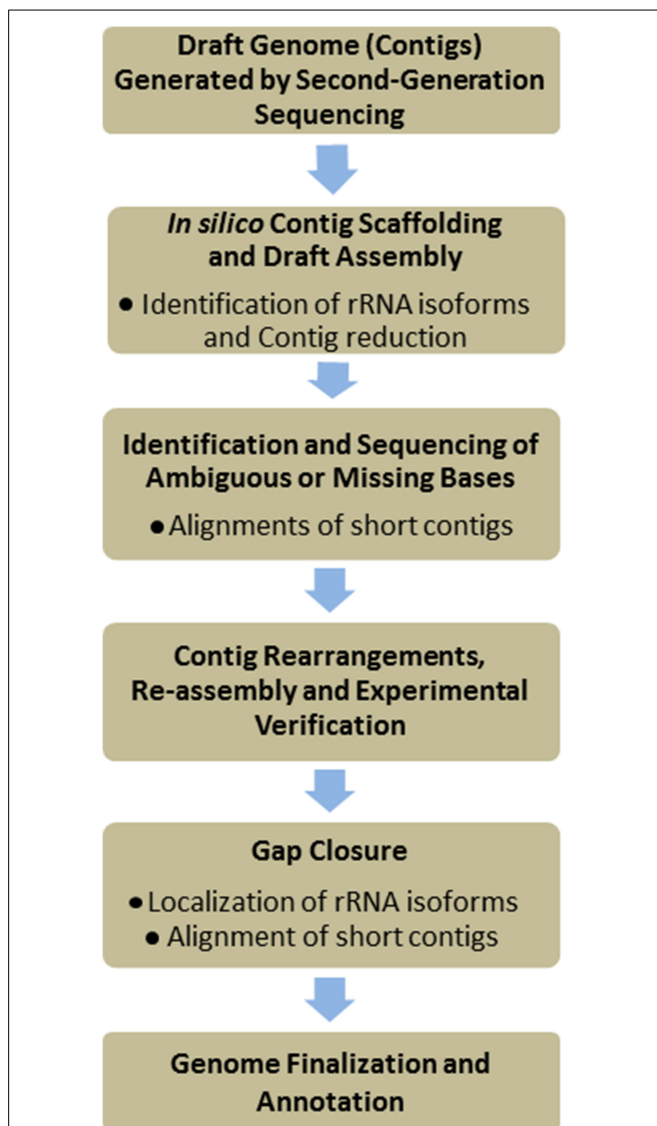 Draft Genome (Contigs)
Generated by Second-Generation
Sequencing
In silico Contig Scaffolding
and Draft Assembly
● Identification of rRNA isoforms
and Contig reduction
Identification and Sequencing of
Ambiguous or Missing Bases
● Alignments of short contigs
Contig Rearrangements,
Re-assembly and Experimental
Verification
Gap Closure
● Localization of rRNA isoforms
● Alignment of short contigs
Genome Finalization and
Annotation